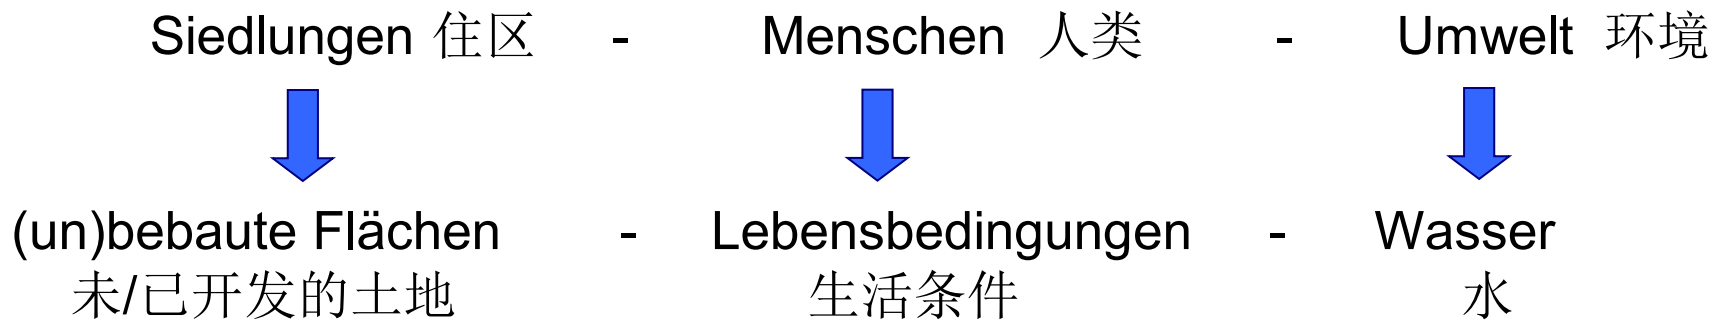 Siedlungen 住区 - Menschen 人类 - Umwelt 环境
(un)bebaute Flächen - Lebensbedingungen - Wasser
未/已开发的土地 生活条件 水